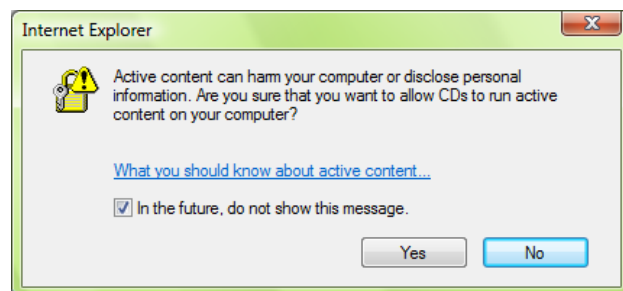 Internet Explorer
Active content can harm your computer or disclose personal
information. Are you sure that you want to allow CDs to run active
content on your computer?
What you should know about active content...
In the future, do not show this message.
Yes No